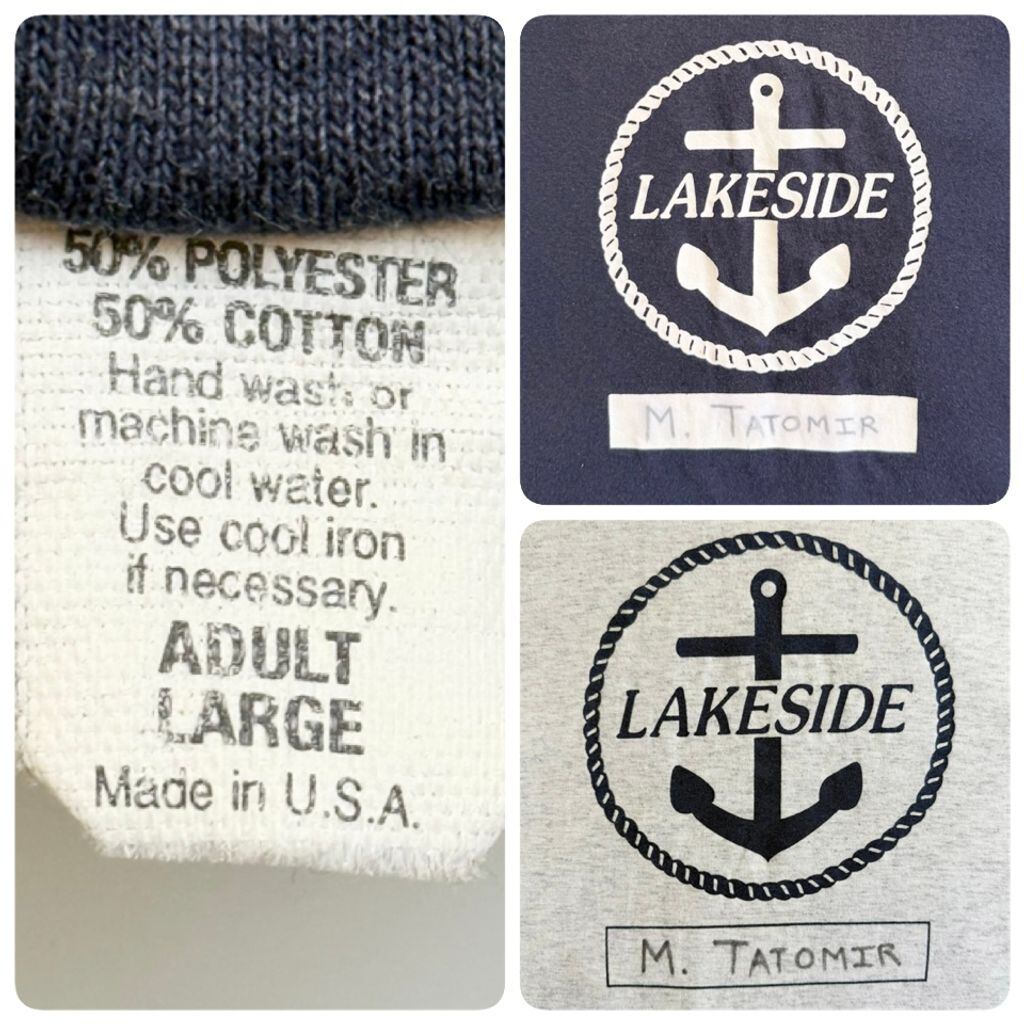 50% POLYESTER
50% COTTON
Hand wash or
machine wash in
cool water.
Use cool iron
if necessary.
ADULT
LARGE
Made in U.S.A.
LAKESIDE
M. TATOMIR
LAKESIDE
M. TATOMIR